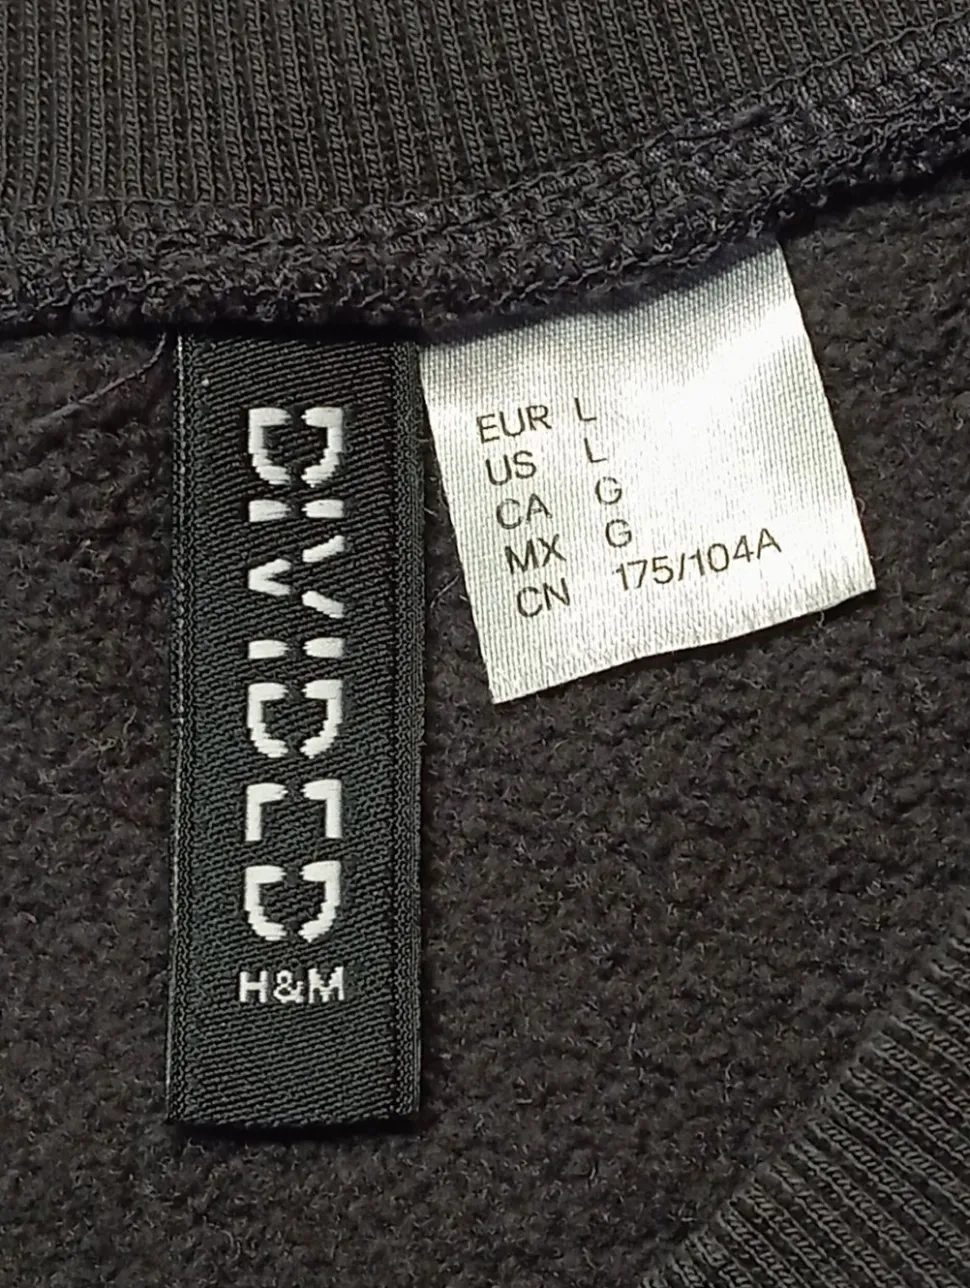 DIVIDED
H&M
EUR L
US L
CA G
MX G
CN 175/104A